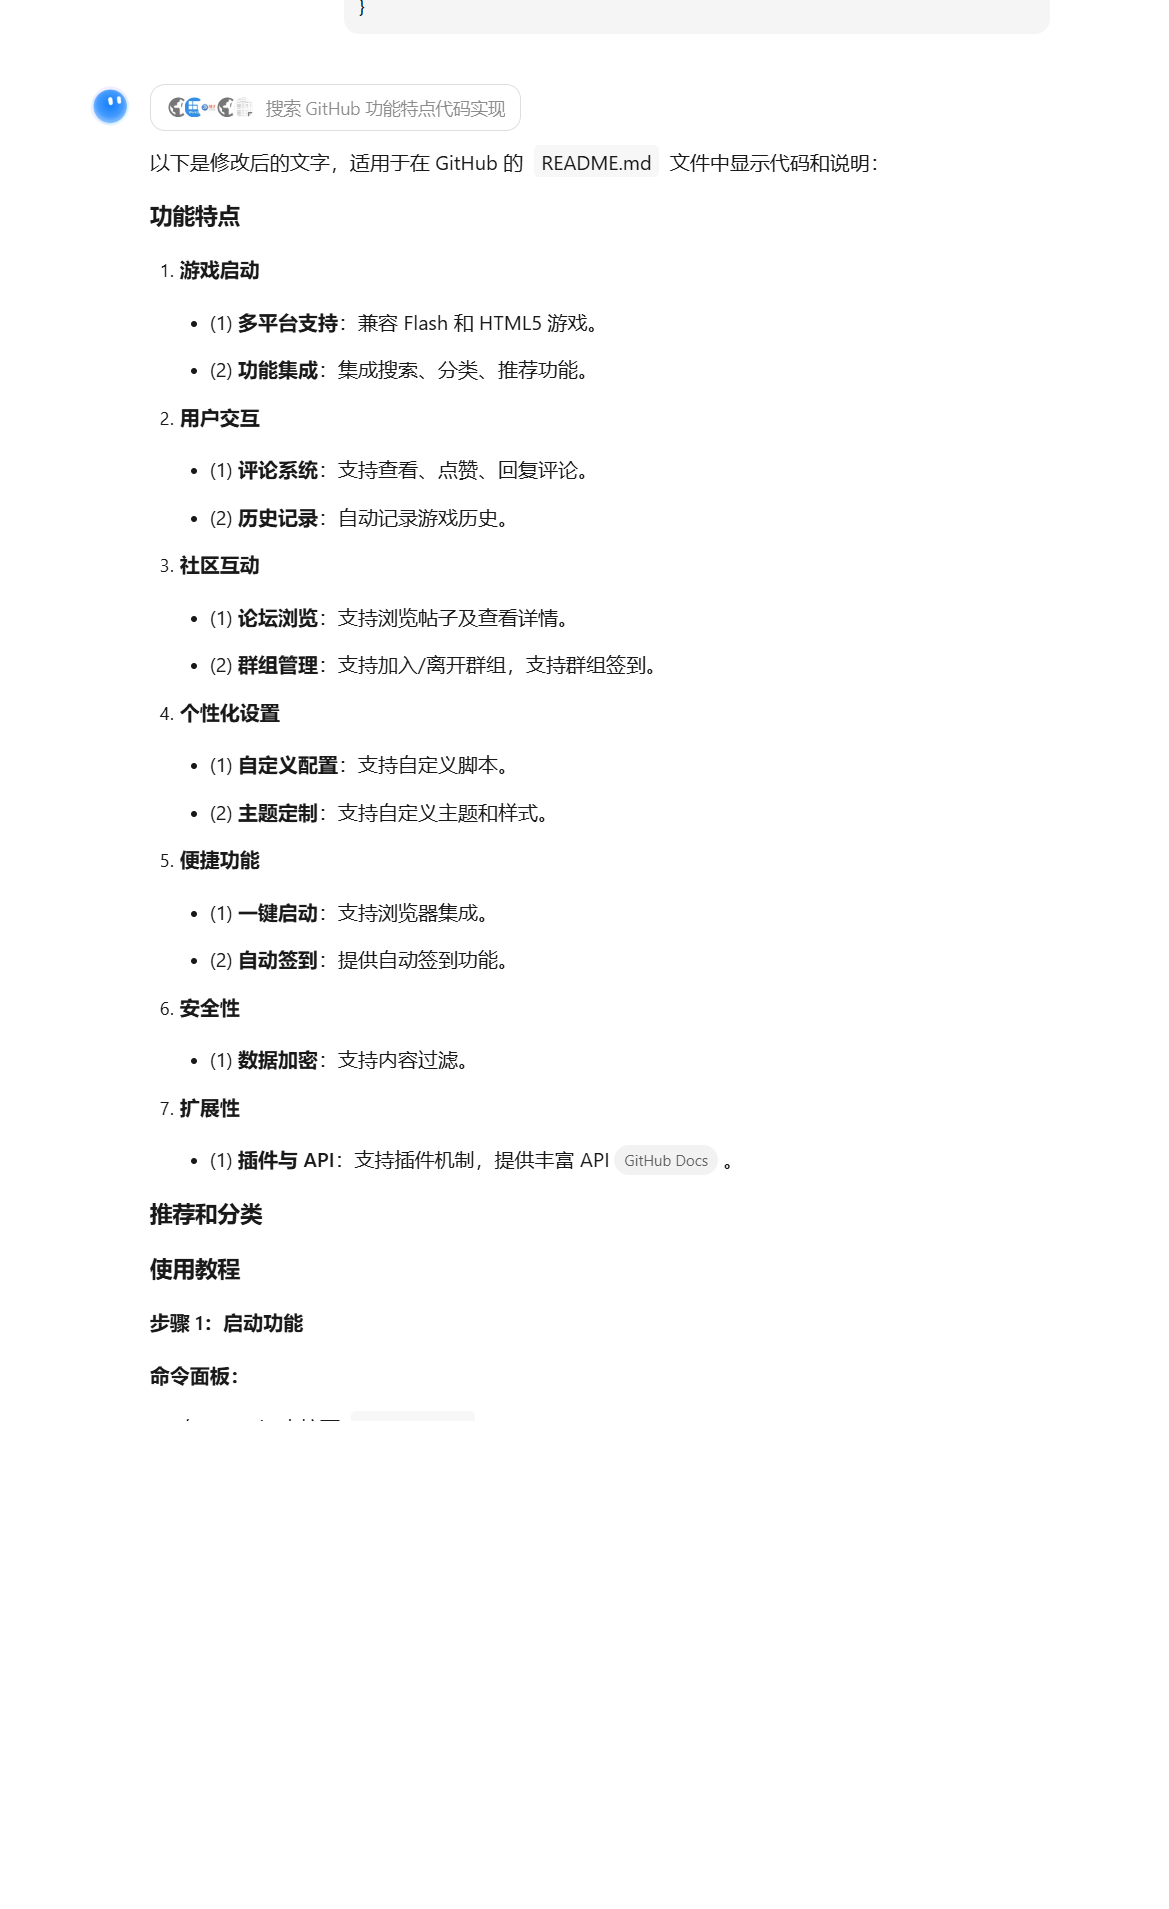 }
搜索 GitHub 功能特点代码实现
以下是修改后的文字，适用于在 GitHub 的 README.md 文件中显示代码和说明：
功能特点
1. 游戏启动
• (1) 多平台支持：兼容 Flash 和 HTML5 游戏。
• (2) 功能集成：集成搜索、分类、推荐功能。
2. 用户交互
• (1) 评论系统：支持查看、点赞、回复评论。
• (2) 历史记录：自动记录游戏历史。
3. 社区互动
• (1) 论坛浏览：支持浏览帖子及查看详情。
• (2) 群组管理：支持加入/离开群组，支持群组签到。
4. 个性化设置
• (1) 自定义配置：支持自定义脚本。
• (2) 主题定制：支持自定义主题和样式。
5. 便捷功能
• (1) 一键启动：支持浏览器集成。
• (2) 自动签到：提供自动签到功能。
6. 安全性
• (1) 数据加密：支持内容过滤。
7. 扩展性
• (1) 插件与 API：支持插件机制，提供丰富 API GitHub Docs 。
推荐和分类
使用教程
步骤 1：启动功能
命令面板：